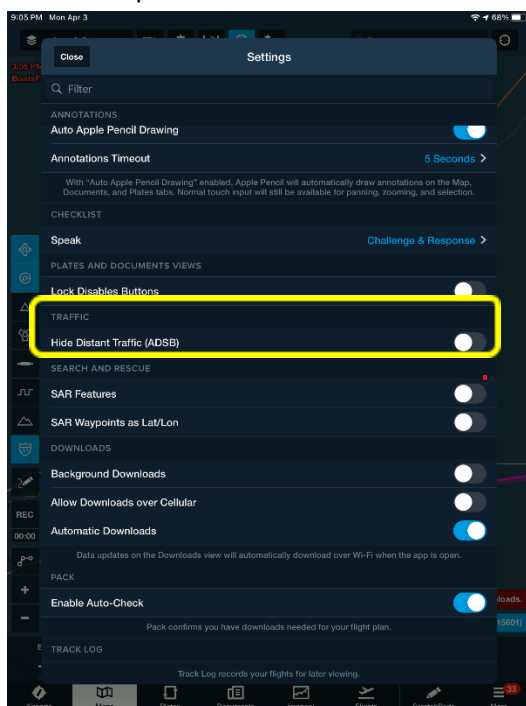 9:05 PM Mon Apr 3 68%
Close Settings
3:05 PM
Filter
ANNOTATIONS
Auto Apple Pencil Drawing
Annotations Timeout 5 Seconds >
With “Auto Apple Pencil Drawing” enabled, Apple Pencil will automatically draw annotations on the Map,
Documents, and Plates tabs. Normal touch input will still be available for panning, zooming, and selection.
CHECKLIST
Speak Challenge & Response >
PLATES AND DOCUMENTS VIEWS
Lock Disables Buttons
TRAFFIC
Hide Distant Traffic (ADSB)
SEARCH AND RESCUE
SAR Features
SAR Waypoints as Lat/Lon
DOWNLOADS
Background Downloads
REC
Allow Downloads over Cellular
00:00
Automatic Downloads
Data updates on the Downloads view will automatically download over Wi-Fi when the app is open.
PACK
Enable Auto-Check
Pack confirms you have downloads needed for your flight plan.
15601)
TRACK LOG
Track Log records your flights for later viewing.
33